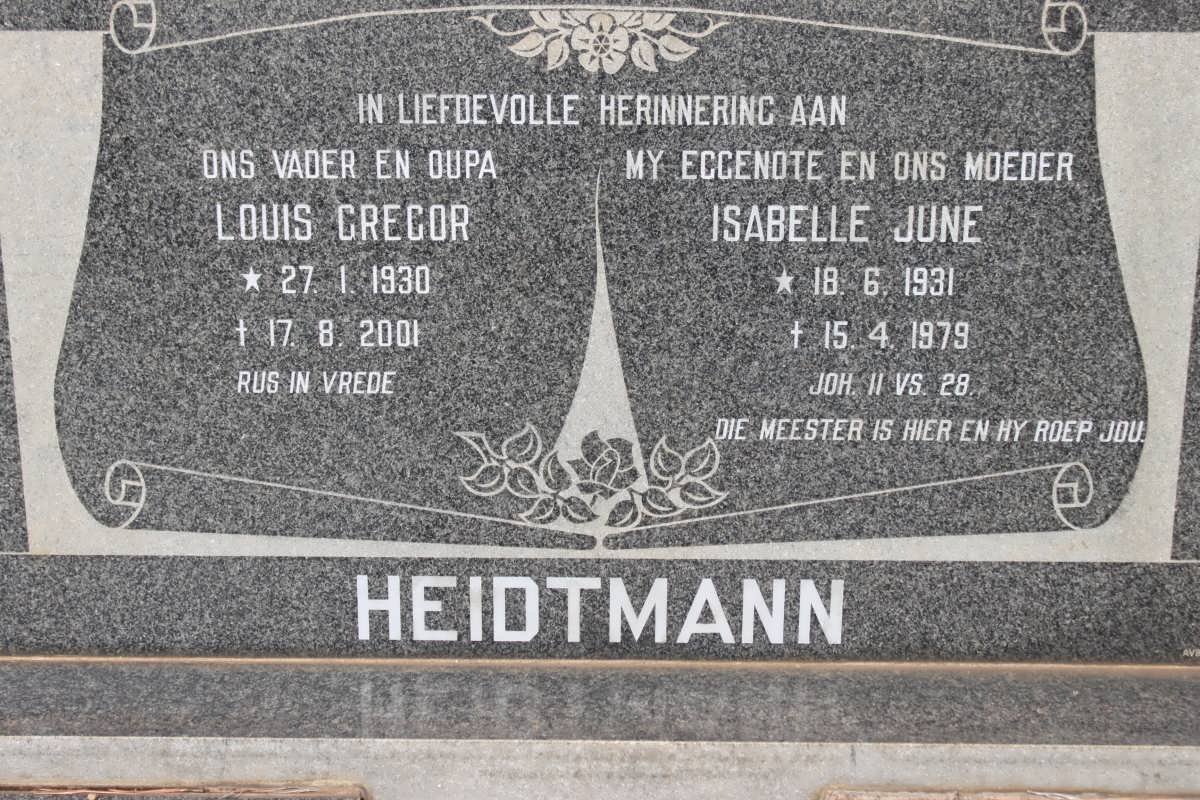 IN LIEFDEVOLLE HERINNERING AAN
ONS VADER EN OUPA
LOUIS GREGOR
★ 27. 1. 1930
† 17. 8. 2001
RUS IN VREDE
MY EGGENOTE EN ONS MOEDER
ISABELLE JUNE
★ 18. 6. 1931
† 15. 4. 1979
JOH. 11 VS. 28.
DIE MEESTER IS HIER EN HY ROEP JOU.
HEIDTMANN